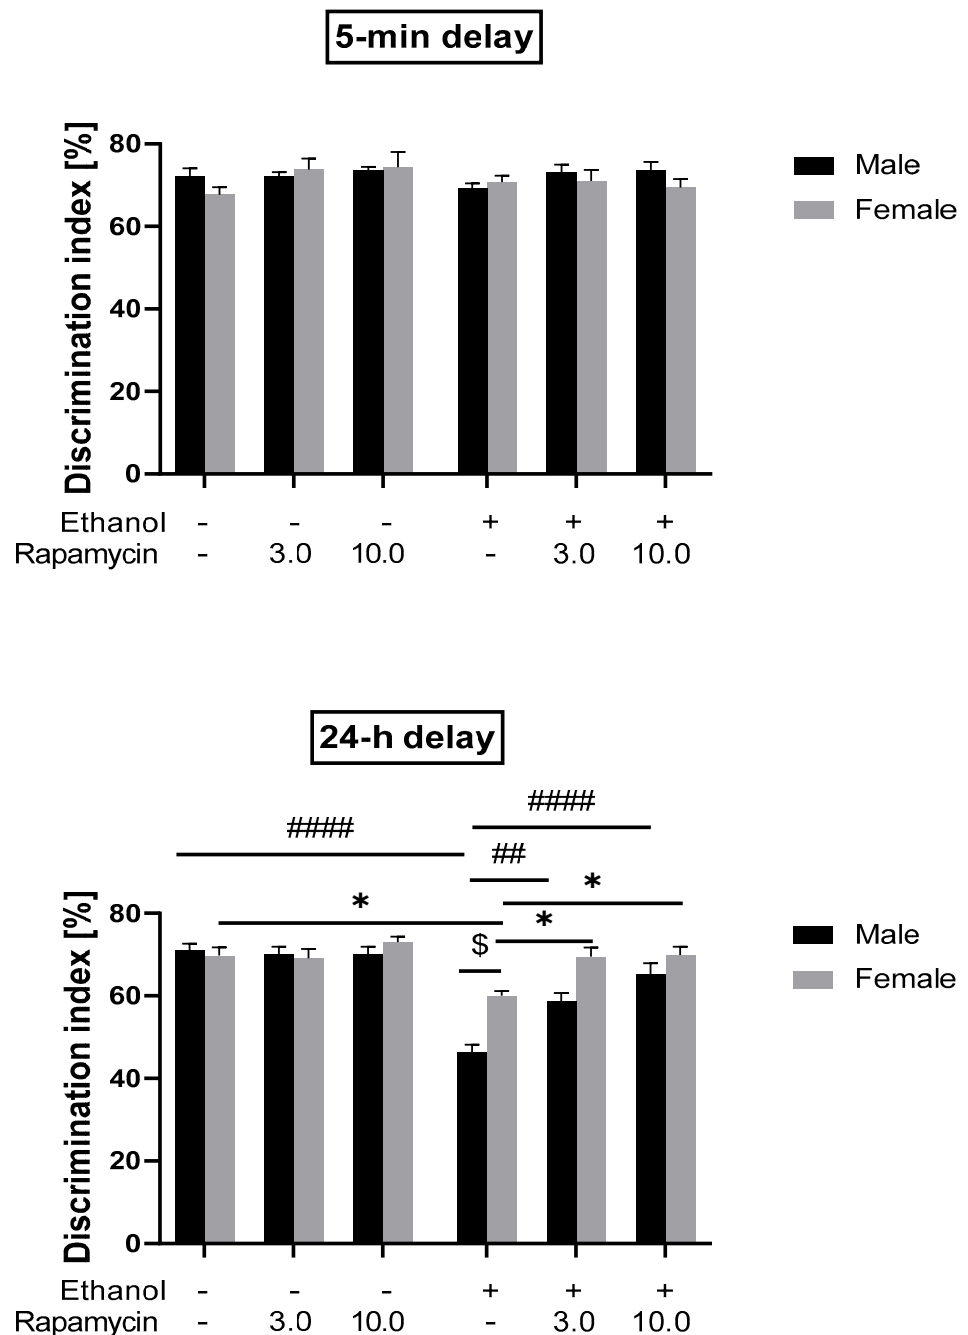 5-min delay
Discrimination index [%]
80
60
40
20
0
Male
Female
Ethanol - - - + + +
Rapamycin - 3.0 10.0 - 3.0 10.0
24-h delay
####
####
##
*
*
*
$
Discrimination index [%]
80
60
40
20
0
Male
Female
Ethanol - - - + + +
Rapamycin - 3.0 10.0 - 3.0 10.0